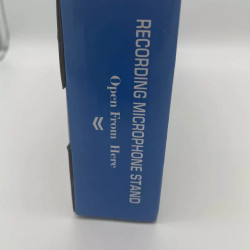 RECORDING MICROPHONE STAND
Open From Here